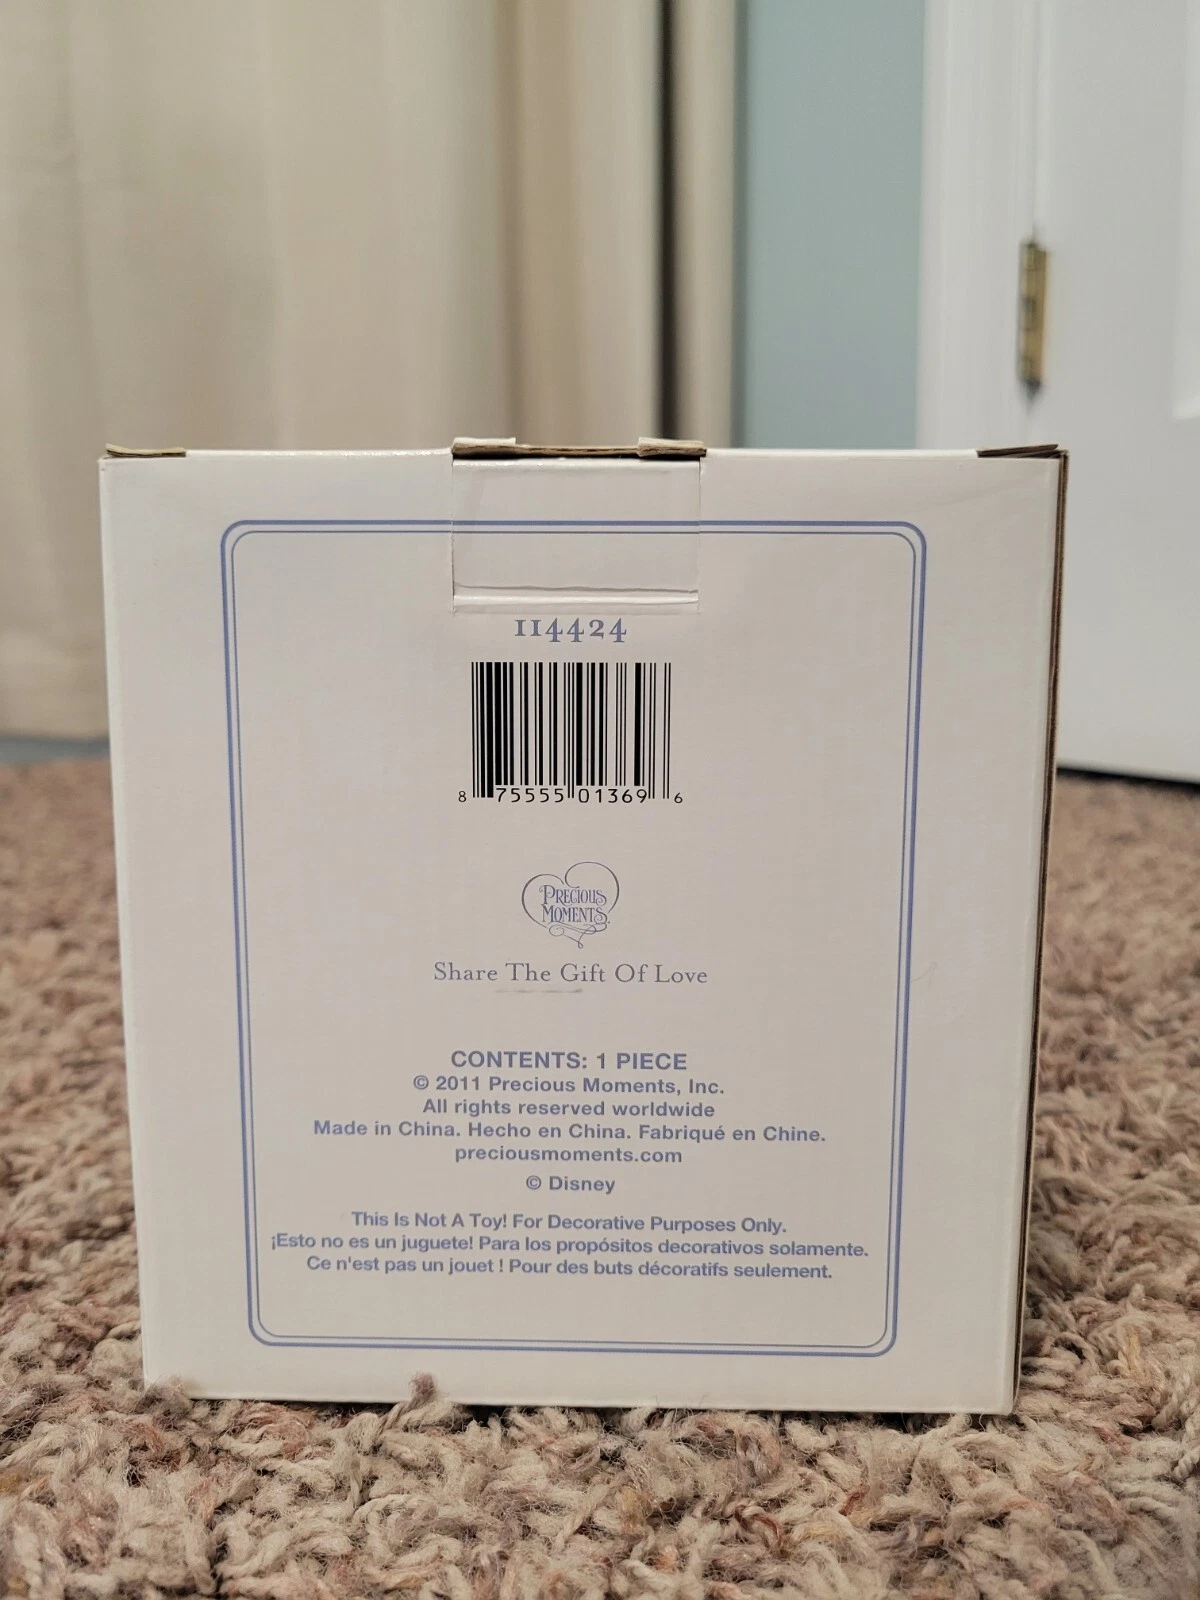 114424
8 75555 01369 6
PRECIOUS
MOMENTS
Share The Gift Of Love
CONTENTS: 1 PIECE
© 2011 Precious Moments, Inc.
All rights reserved worldwide
Made in China. Hecho en China. Fabriqué en Chine.
preciousmoments.com
© Disney
This Is Not A Toy! For Decorative Purposes Only.
¡Esto no es un juguete! Para los propósitos decorativos solamente.
Ce n'est pas un jouet ! Pour des buts décoratifs seulement.